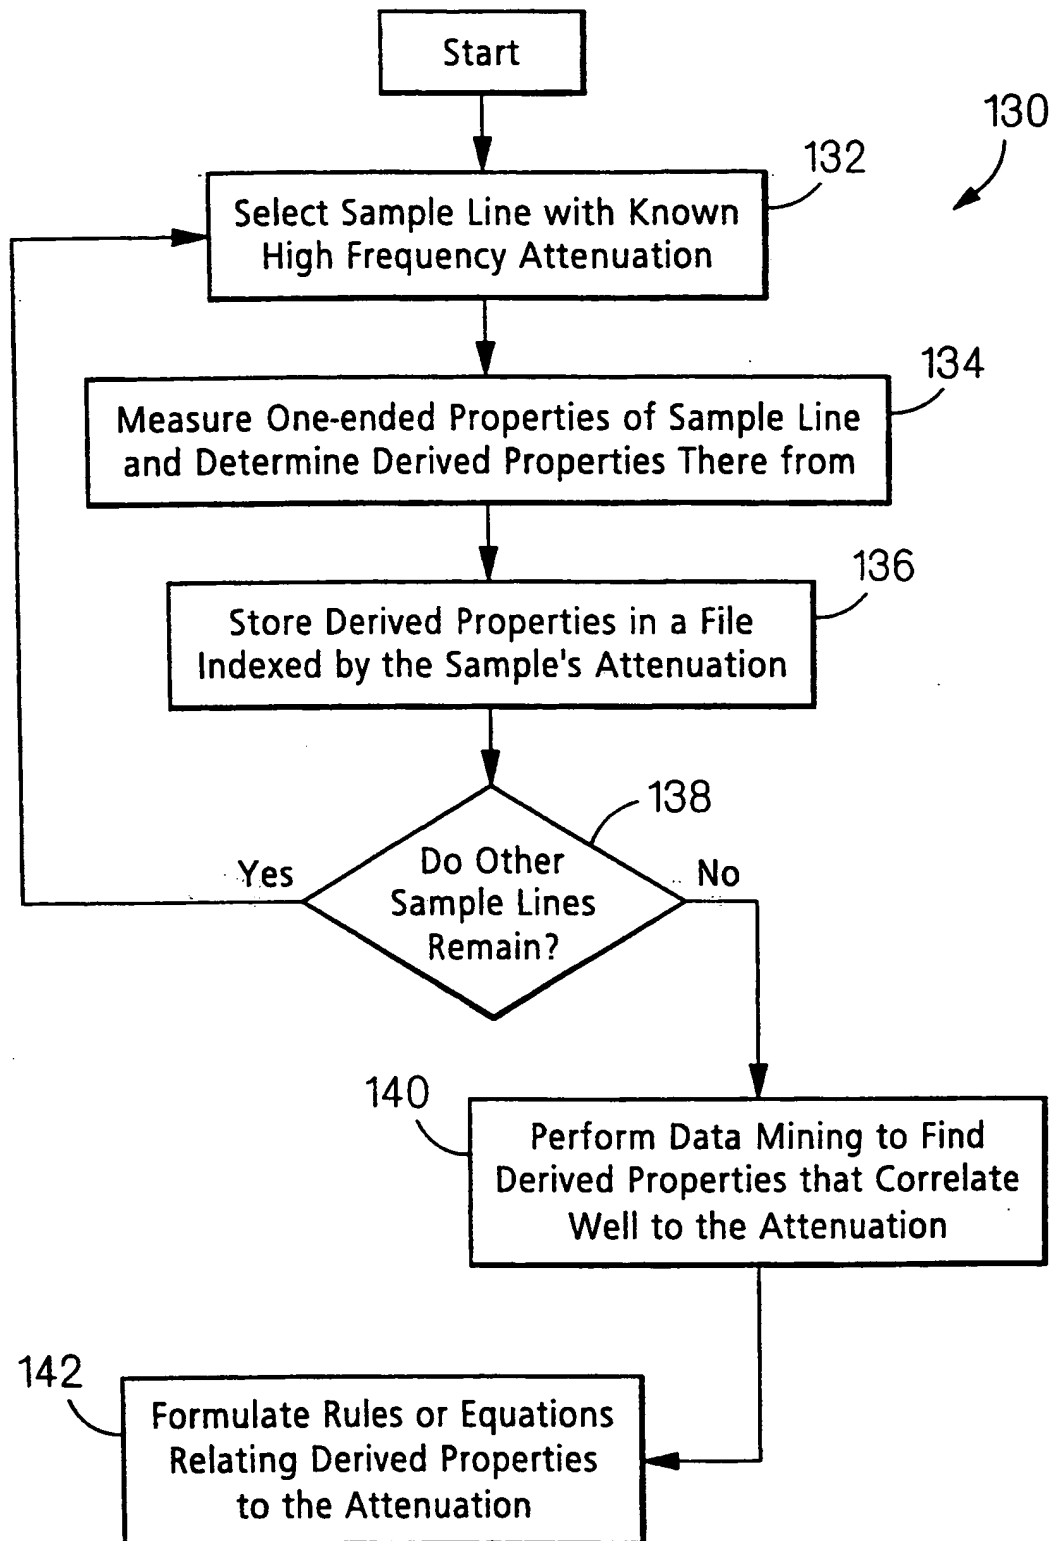 Start
130
132
Select Sample Line with Known
High Frequency Attenuation
134
Measure One-ended Properties of Sample Line
and Determine Derived Properties There from
136
Store Derived Properties in a File
Indexed by the Sample's Attenuation
138
Yes
Do Other
Sample Lines
Remain?
No
140
Perform Data Mining to Find
Derived Properties that Correlate
Well to the Attenuation
142
Formulate Rules or Equations
Relating Derived Properties
to the Attenuation